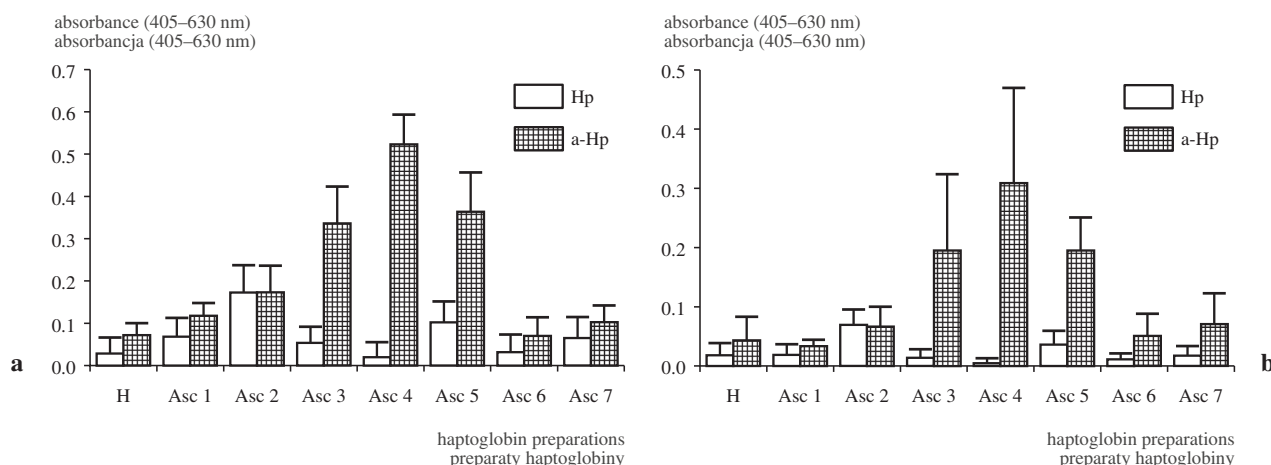 absorbance (405–630 nm)
absorbancja (405–630 nm)
0.7
0.6
0.5
0.4
0.3
0.2
0.1
0.0
Hp
a-Hp
a
H Asc 1 Asc 2 Asc 3 Asc 4 Asc 5 Asc 6 Asc 7
haptoglobin preparations
preparaty haptoglobiny
absorbance (405–630 nm)
absorbancja (405–630 nm)
0.5
0.4
0.3
0.2
0.1
0.0
Hp
a-Hp
b
H Asc 1 Asc 2 Asc 3 Asc 4 Asc 5 Asc 6 Asc 7
haptoglobin preparations
preparaty haptoglobiny